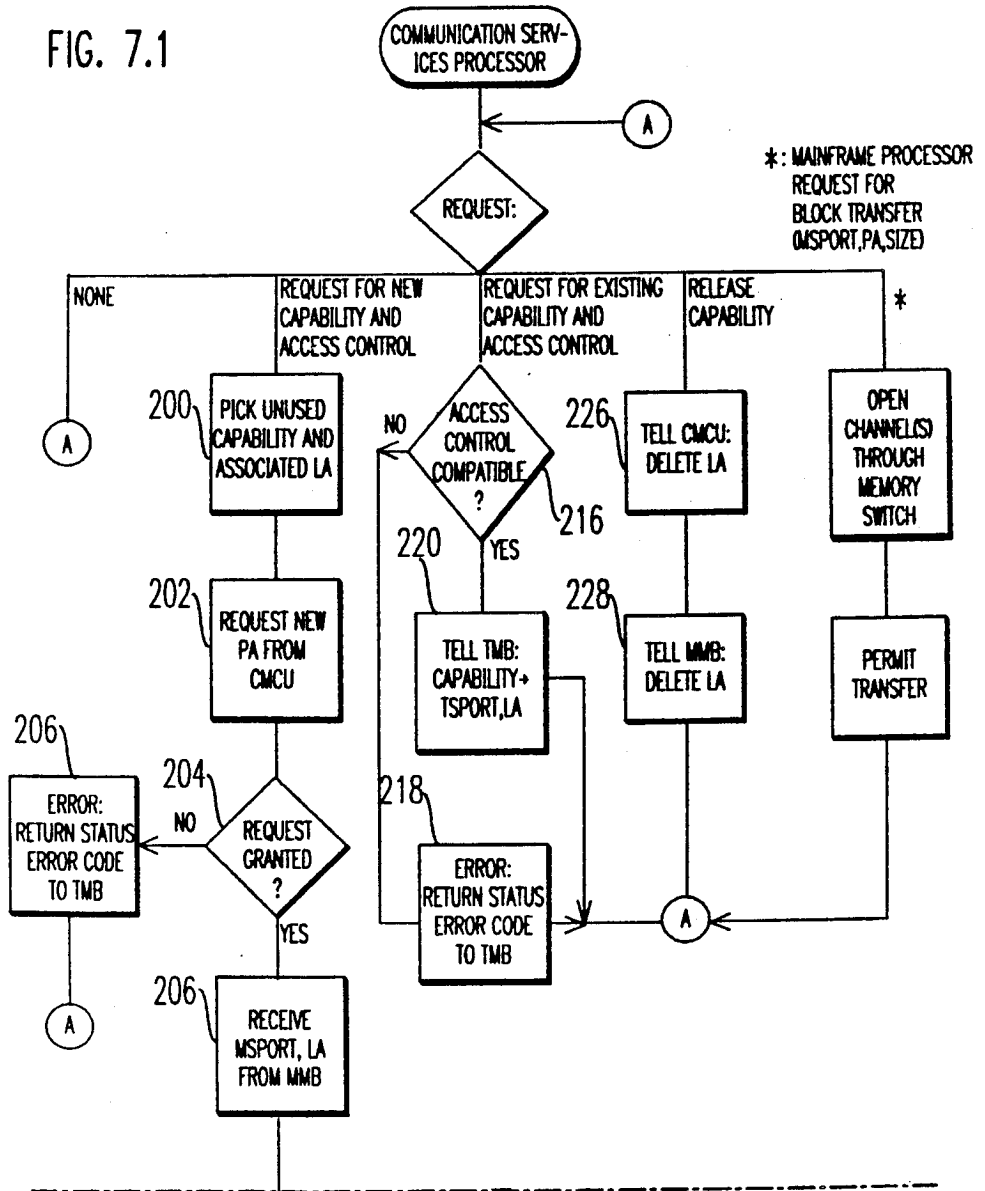 FIG. 7.1
COMMUNICATION SERV-
ICES PROCESSOR
A
*: MAINFRAME PROCESSOR
REQUEST FOR
BLOCK TRANSFER
(MSPORT,PA,SIZE)
REQUEST:
NONE
REQUEST FOR NEW
CAPABILITY AND
ACCESS CONTROL
REQUEST FOR EXISTING
CAPABILITY AND
ACCESS CONTROL
RELEASE
CAPABILITY
*
A
200
PICK UNUSED
CAPABILITY AND
ASSOCIATED LA
NO
ACCESS
CONTROL
COMPATIBLE
?
216
YES
226
TELL CMCU:
DELETE LA
OPEN
CHANNEL(S)
THROUGH
MEMORY
SWITCH
202
REQUEST NEW
PA FROM
CMCU
220
TELL TMB:
CAPABILITY→
TSPORT,LA
228
TELL MMB:
DELETE LA
PERMIT
TRANSFER
206
ERROR:
RETURN STATUS
ERROR CODE
TO TMB
NO
204
REQUEST
GRANTED
?
YES
218
ERROR:
RETURN STATUS
ERROR CODE
TO TMB
A
A
206
RECEIVE
MSPORT, LA
FROM MMB